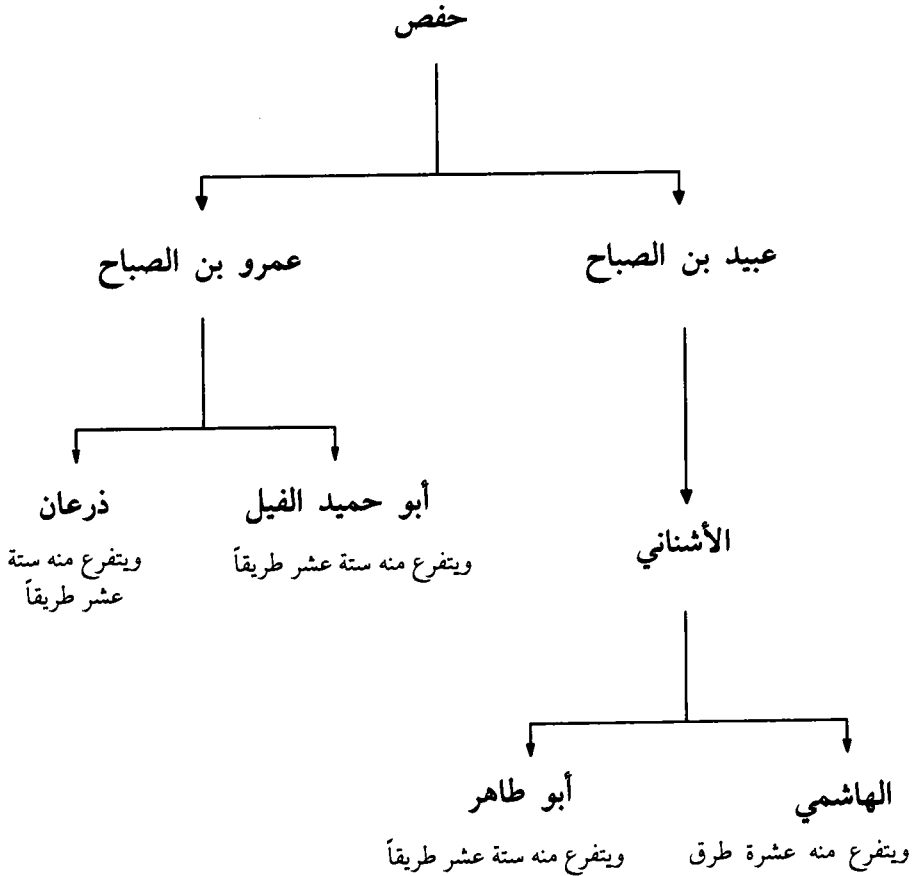 حفص
عبيد بن الصباح
عمرو بن الصباح
أبو حميد الفيل
ويتفرع منه ستة عشر طريقاً
ذرعان
ويتفرع منه ستة
عشر طريقاً
الأشناني
الهاشمي
ويتفرع منه عشرة طرق
أبو طاهر
ويتفرع منه ستة عشر طريقاً